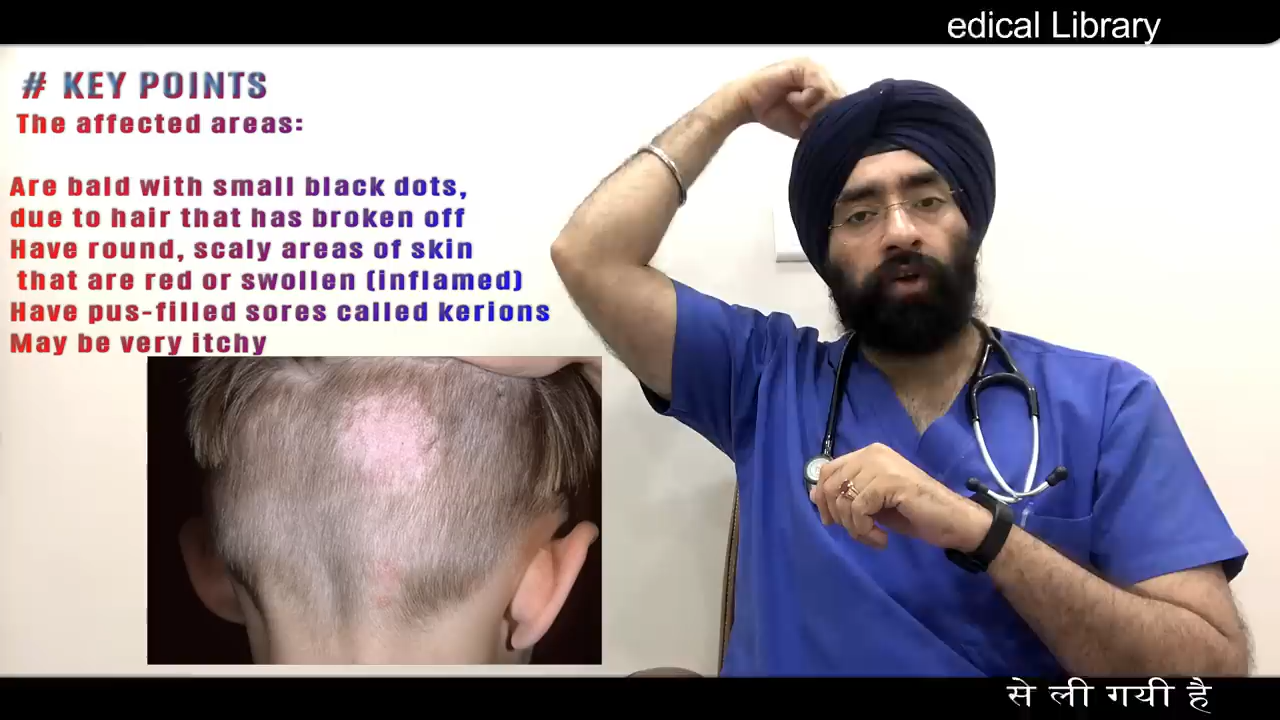 edical Library
# KEY POINTS
The affected areas:
Are bald with small black dots,
due to hair that has broken off
Have round, scaly areas of skin
that are red or swollen (inflamed)
Have pus-filled sores called kerions
May be very itchy
से ली गयी है